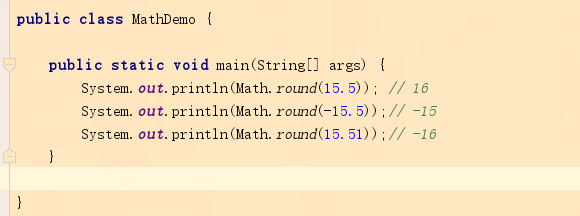 public class MathDemo {
public static void main(String[] args) {
System.out.println(Math.round(15.5)); // 16
System.out.println(Math.round(-15.5));// -15
System.out.println(Math.round(15.51));// -16
}
}